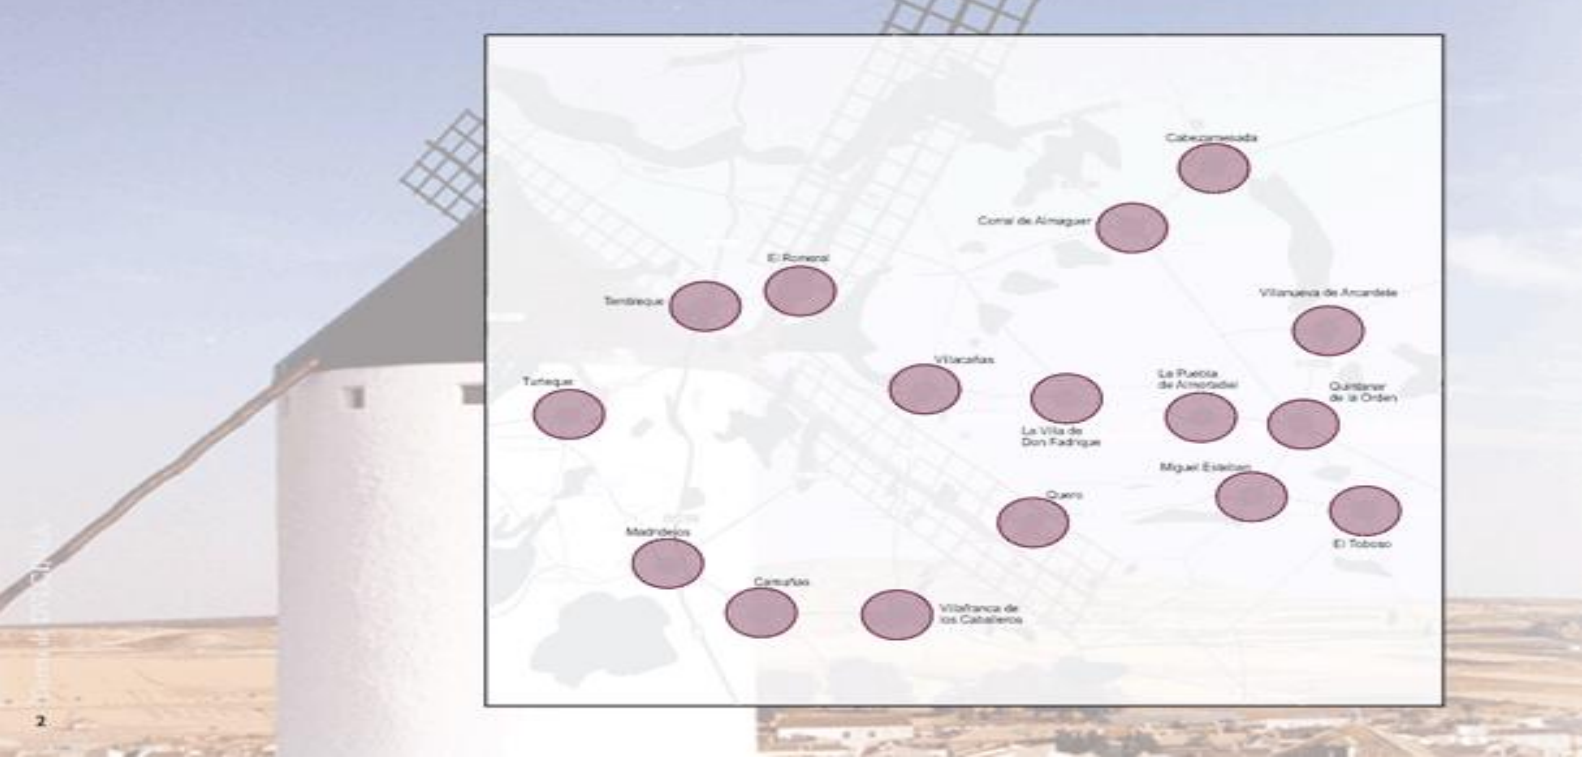 Cabezamesada
Corral de Almaguer
El Romeral
Tembleque
Villanueva de Alcardete
Villacañas
La Puebla
de Almoradiel
Turleque
Quintanar
de la Orden
La Villa de
Don Fadrique
Miguel Esteban
Quero
Madridejos
El Toboso
Camuñas
Villafranca de
los Caballeros
2